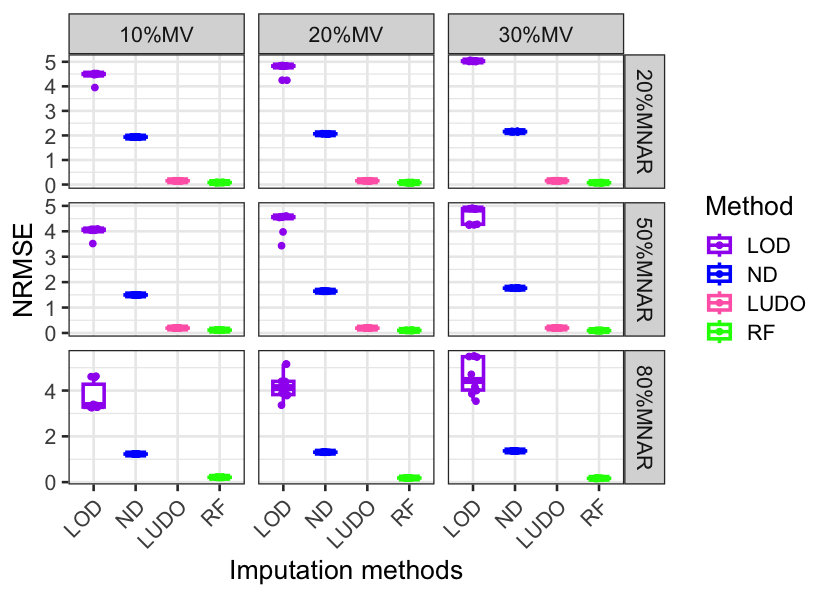 10%MV 20%MV 30%MV
5
4
3
2
1
0
20%MNAR
5
4
3
2
1
0
50%MNAR
4
2
0
80%MNAR
NRMSE
LOD ND LUDO RF LOD ND LUDO RF LOD ND LUDO RF
Imputation methods
Method
LOD
ND
LUDO
RF